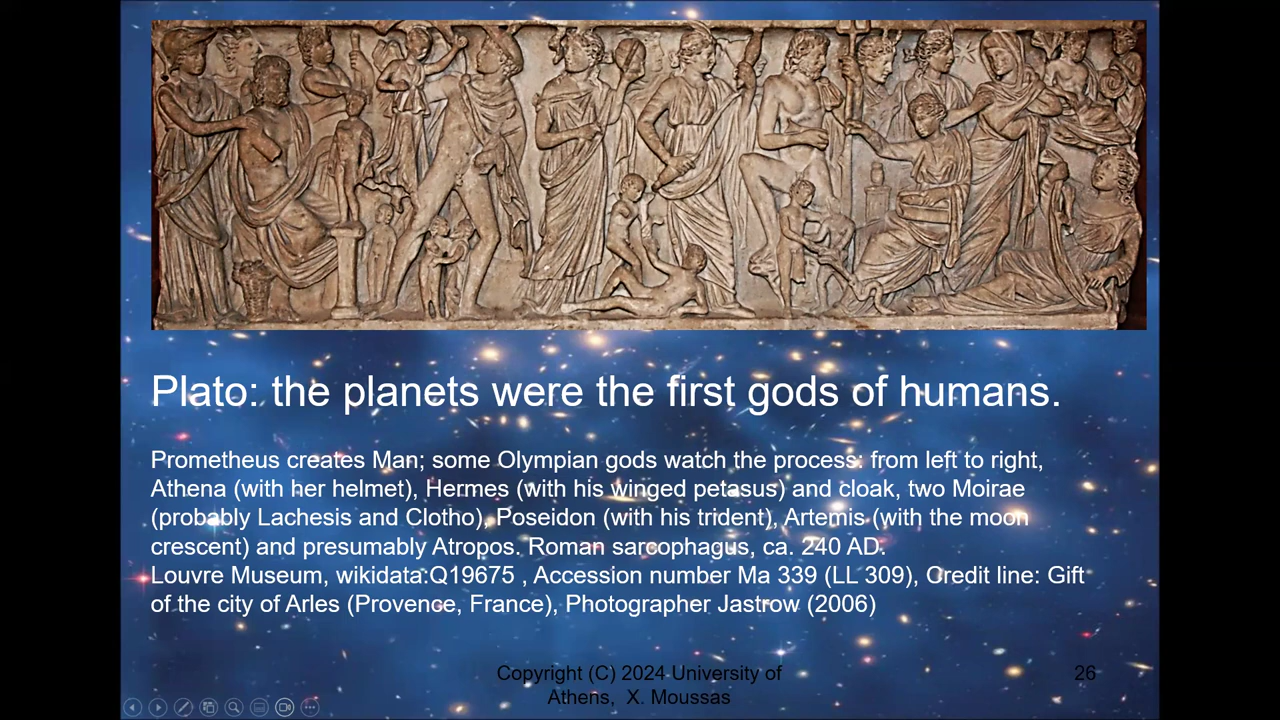 Plato: the planets were the first gods of humans.
Prometheus creates Man; some Olympian gods watch the process: from left to right,
Athena (with her helmet), Hermes (with his winged petasus) and cloak, two Moirae
(probably Lachesis and Clotho), Poseidon (with his trident), Artemis (with the moon
crescent) and presumably Atropos. Roman sarcophagus, ca. 240 AD.
Louvre Museum, wikidata:Q19675 , Accession number Ma 339 (LL 309), Credit line: Gift
of the city of Arles (Provence, France), Photographer Jastrow (2006)
Copyright (C) 2024 University of
Athens, X. Moussas
26